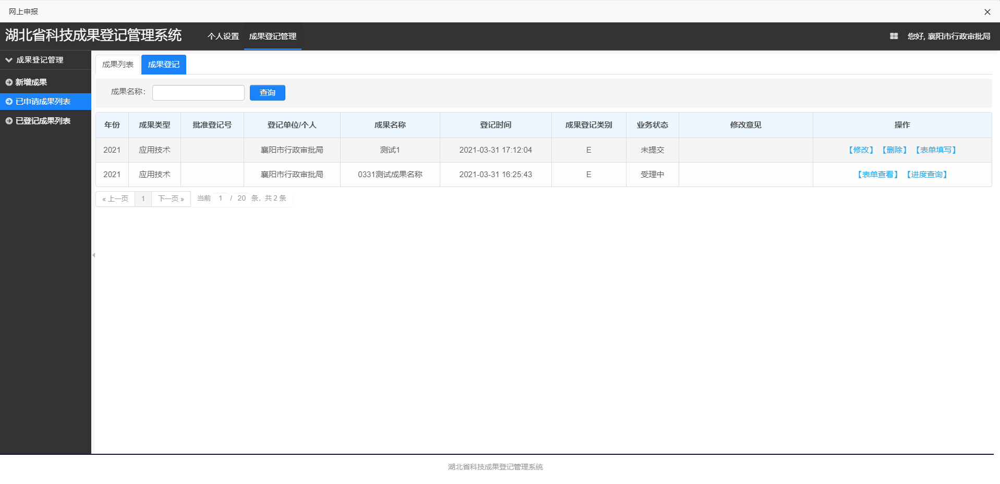 网上申报
湖北省科技成果登记管理系统 个人设置 成果登记管理 您好, 襄阳市行政审批局
成果登记管理
新增成果
已申请成果列表
已登记成果列表
成果列表 成果登记
成果名称： 查询
年份 成果类型 批准登记号 登记单位/个人 成果名称 登记时间 成果登记类别 业务状态 修改意见 操作
2021 应用技术 襄阳市行政审批局 测试1 2021-03-31 17:12:04 E 未提交 【修改】 【删除】 【表单填写】
2021 应用技术 襄阳市行政审批局 0331测试成果名称 2021-03-31 16:25:43 E 受理中 【表单查看】 【进度查询】
« 上一页 1 下一页 » 当前 1 / 20 条，共 2 条
湖北省科技成果登记管理系统